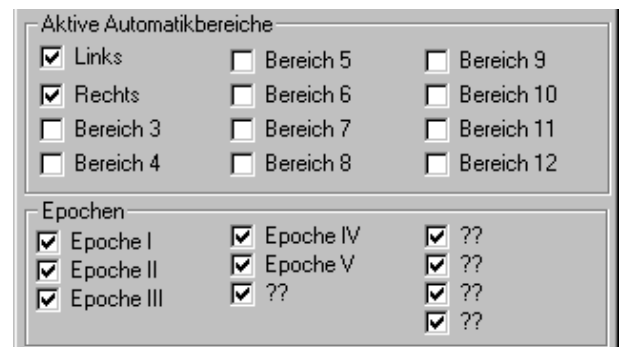 Aktive Automatikbereiche
Links
Rechts
Bereich 3
Bereich 4
Bereich 5
Bereich 6
Bereich 7
Bereich 8
Bereich 9
Bereich 10
Bereich 11
Bereich 12
Epochen
Epoche I
Epoche II
Epoche III
Epoche IV
Epoche V
??
??
??
??
??